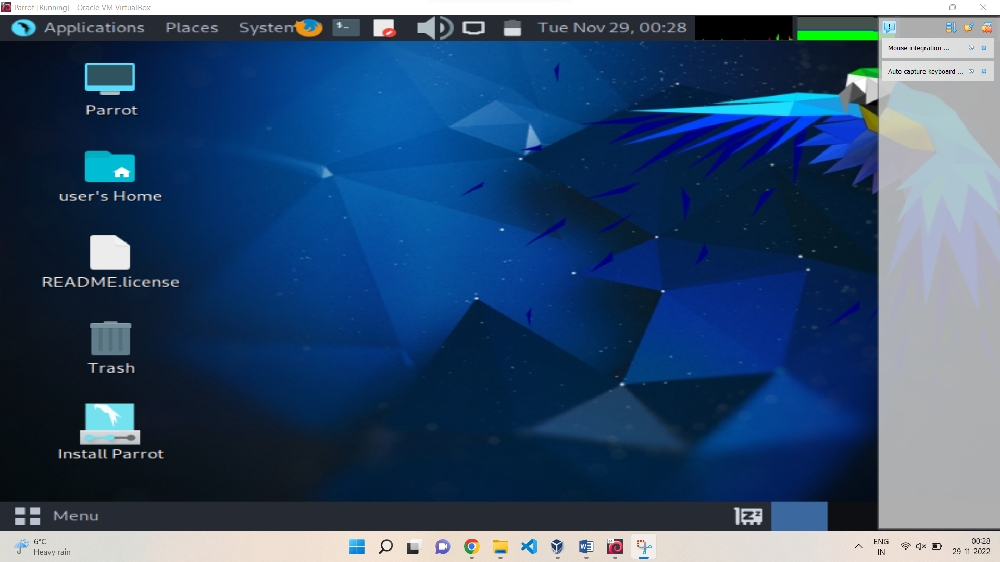 Parrot [Running] - Oracle VM VirtualBox
Applications Places System Tue Nov 29, 00:28
Mouse integration ...
Auto capture keyboard ...
Parrot
user's Home
README.license
Trash
Install Parrot
Menu
6°C
Heavy rain
64
ENG
IN
00:28
29-11-2022